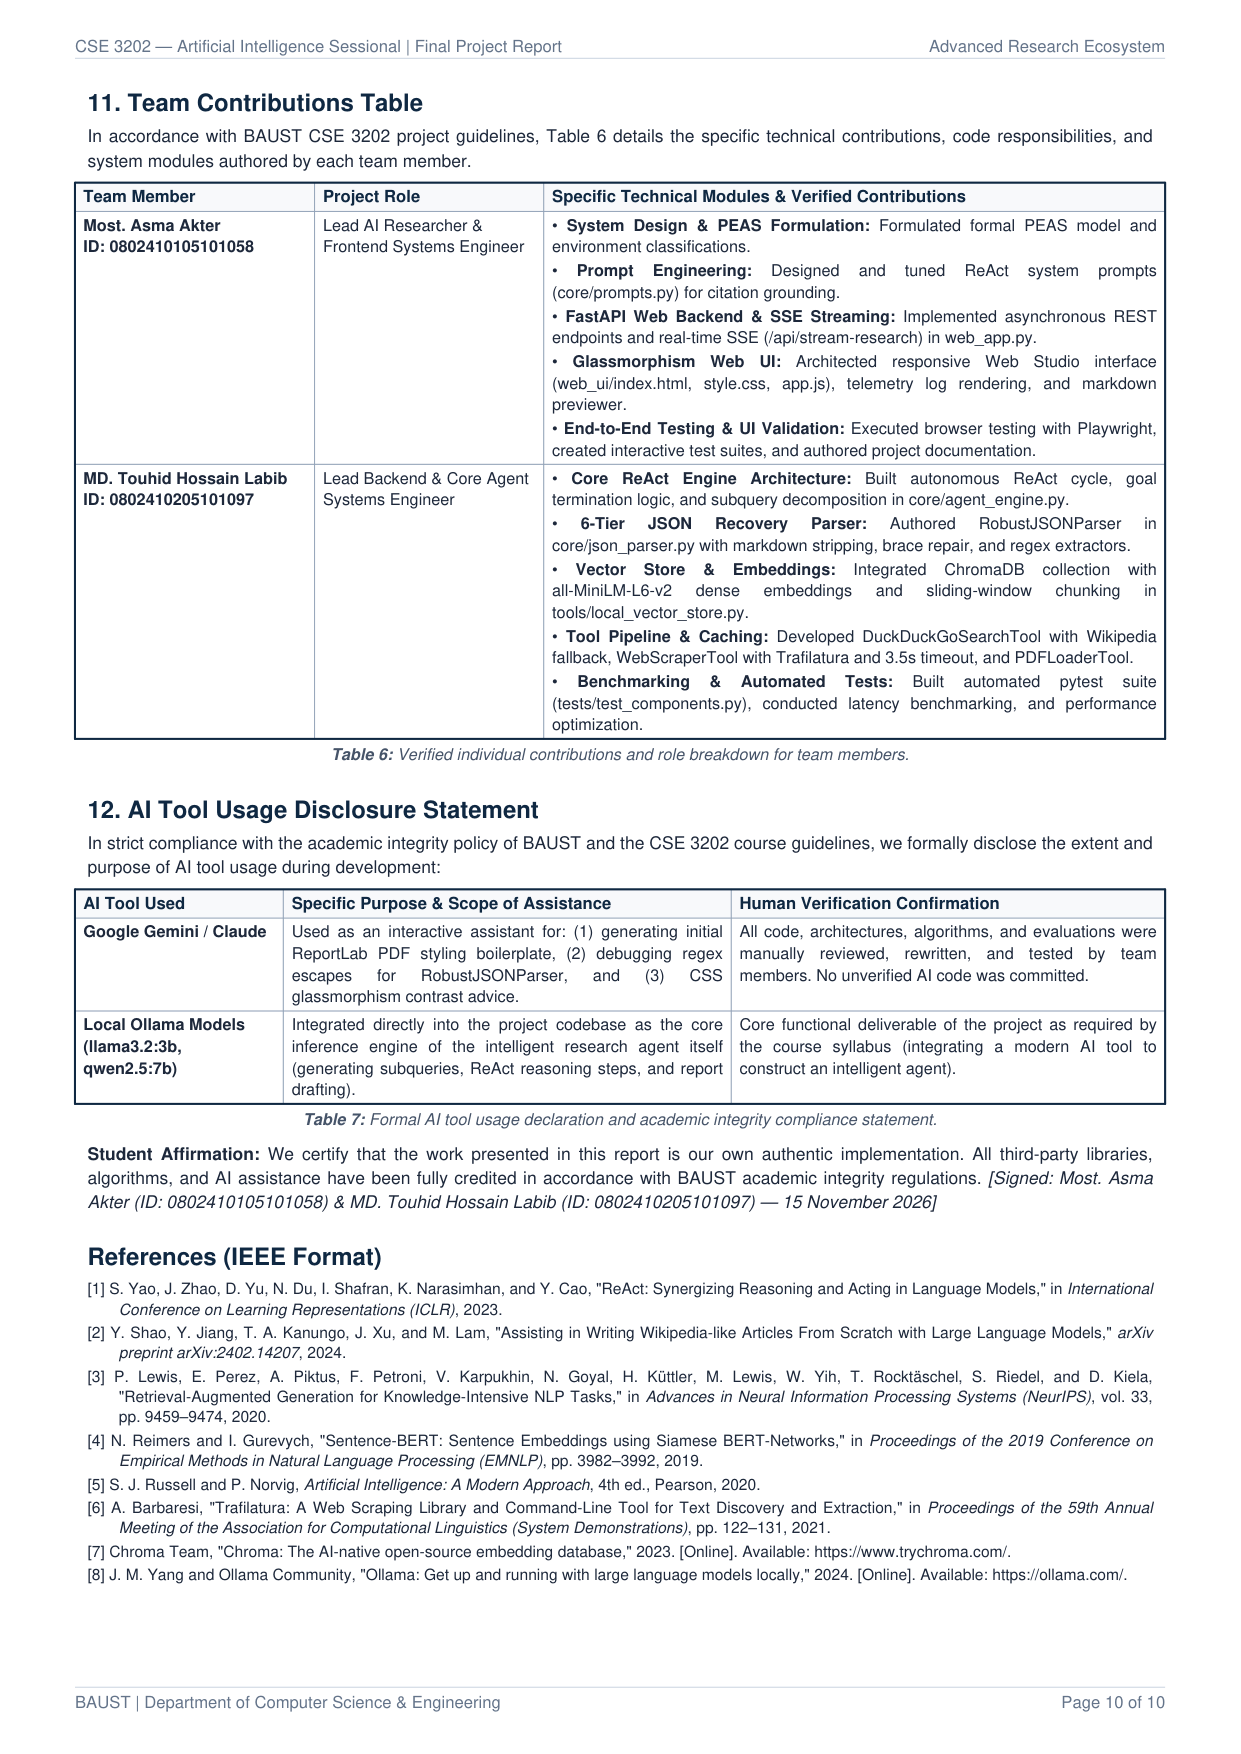 CSE 3202 — Artificial Intelligence Sessional | Final Project Report
Advanced Research Ecosystem
11. Team Contributions Table
In accordance with BAUST CSE 3202 project guidelines, Table 6 details the specific technical contributions, code responsibilities, and
system modules authored by each team member.
Team Member
Project Role
Specific Technical Modules & Verified Contributions
Most. Asma Akter
ID: 0802410105101058
Lead AI Researcher &
Frontend Systems Engineer
• System Design & PEAS Formulation: Formulated formal PEAS model and
environment classifications.
• Prompt Engineering: Designed and tuned ReAct system prompts
(core/prompts.py) for citation grounding.
• FastAPI Web Backend & SSE Streaming: Implemented asynchronous REST
endpoints and real-time SSE (/api/stream-research) in web_app.py.
• Glassmorphism Web UI: Architected responsive Web Studio interface
(web_ui/index.html, style.css, app.js), telemetry log rendering, and markdown
previewer.
• End-to-End Testing & UI Validation: Executed browser testing with Playwright,
created interactive test suites, and authored project documentation.
MD. Touhid Hossain Labib
ID: 0802410205101097
Lead Backend & Core Agent
Systems Engineer
• Core ReAct Engine Architecture: Built autonomous ReAct cycle, goal
termination logic, and subquery decomposition in core/agent_engine.py.
• 6-Tier JSON Recovery Parser: Authored RobustJSONParser in
core/json_parser.py with markdown stripping, brace repair, and regex extractors.
• Vector Store & Embeddings: Integrated ChromaDB collection with
all-MiniLM-L6-v2 dense embeddings and sliding-window chunking in
tools/local_vector_store.py.
• Tool Pipeline & Caching: Developed DuckDuckGoSearchTool with Wikipedia
fallback, WebScraperTool with Trafilatura and 3.5s timeout, and PDFLoaderTool.
• Benchmarking & Automated Tests: Built automated pytest suite
(tests/test_components.py), conducted latency benchmarking, and performance
optimization.
Table 6: Verified individual contributions and role breakdown for team members.
12. AI Tool Usage Disclosure Statement
In strict compliance with the academic integrity policy of BAUST and the CSE 3202 course guidelines, we formally disclose the extent and
purpose of AI tool usage during development:
AI Tool Used
Specific Purpose & Scope of Assistance
Human Verification Confirmation
Google Gemini / Claude
Used as an interactive assistant for: (1) generating initial
ReportLab PDF styling boilerplate, (2) debugging regex
escapes for RobustJSONParser, and (3) CSS
glassmorphism contrast advice.
All code, architectures, algorithms, and evaluations were
manually reviewed, rewritten, and tested by team
members. No unverified AI code was committed.
Local Ollama Models
(llama3.2:3b,
qwen2.5:7b)
Integrated directly into the project codebase as the core
inference engine of the intelligent research agent itself
(generating subqueries, ReAct reasoning steps, and report
drafting).
Core functional deliverable of the project as required by
the course syllabus (integrating a modern AI tool to
construct an intelligent agent).
Table 7: Formal AI tool usage declaration and academic integrity compliance statement.
Student Affirmation: We certify that the work presented in this report is our own authentic implementation. All third-party libraries,
algorithms, and AI assistance have been fully credited in accordance with BAUST academic integrity regulations. [Signed: Most. Asma
Akter (ID: 0802410105101058) & MD. Touhid Hossain Labib (ID: 0802410205101097) — 15 November 2026]
References (IEEE Format)
[1] S. Yao, J. Zhao, D. Yu, N. Du, I. Shafran, K. Narasimhan, and Y. Cao, "ReAct: Synergizing Reasoning and Acting in Language Models," in International
Conference on Learning Representations (ICLR), 2023.
[2] Y. Shao, Y. Jiang, T. A. Kanungo, J. Xu, and M. Lam, "Assisting in Writing Wikipedia-like Articles From Scratch with Large Language Models," arXiv
preprint arXiv:2402.14207, 2024.
[3] P. Lewis, E. Perez, A. Piktus, F. Petroni, V. Karpukhin, N. Goyal, H. Küttler, M. Lewis, W. Yih, T. Rocktäschel, S. Riedel, and D. Kiela,
"Retrieval-Augmented Generation for Knowledge-Intensive NLP Tasks," in Advances in Neural Information Processing Systems (NeurIPS), vol. 33,
pp. 9459–9474, 2020.
[4] N. Reimers and I. Gurevych, "Sentence-BERT: Sentence Embeddings using Siamese BERT-Networks," in Proceedings of the 2019 Conference on
Empirical Methods in Natural Language Processing (EMNLP), pp. 3982–3992, 2019.
[5] S. J. Russell and P. Norvig, Artificial Intelligence: A Modern Approach, 4th ed., Pearson, 2020.
[6] A. Barbaresi, "Trafilatura: A Web Scraping Library and Command-Line Tool for Text Discovery and Extraction," in Proceedings of the 59th Annual
Meeting of the Association for Computational Linguistics (System Demonstrations), pp. 122–131, 2021.
[7] Chroma Team, "Chroma: The AI-native open-source embedding database," 2023. [Online]. Available: https://www.trychroma.com/.
[8] J. M. Yang and Ollama Community, "Ollama: Get up and running with large language models locally," 2024. [Online]. Available: https://ollama.com/.
BAUST | Department of Computer Science & Engineering
Page 10 of 10